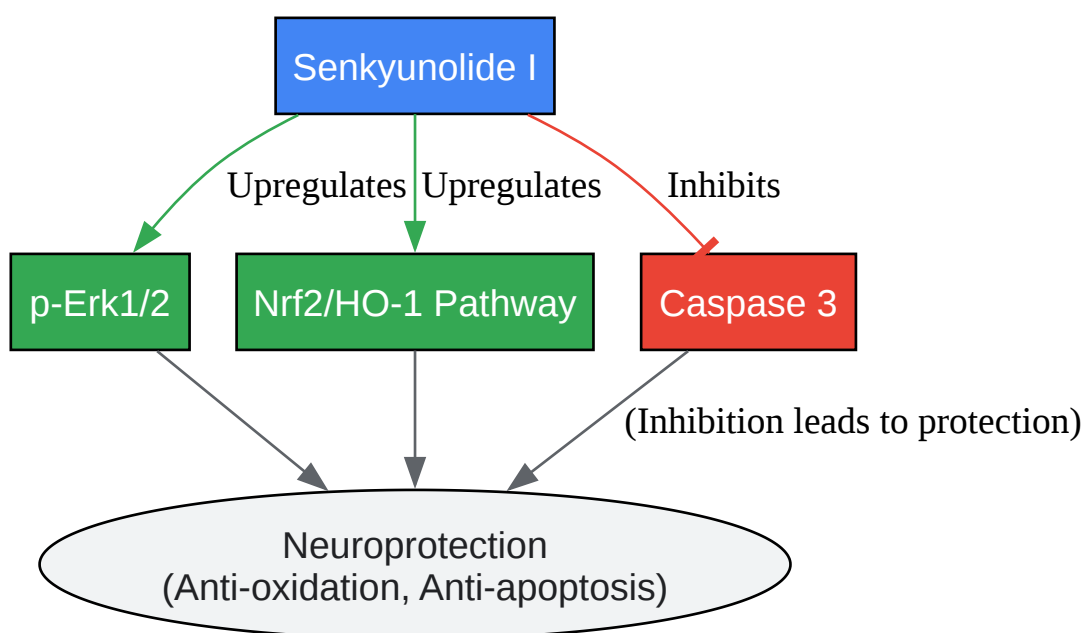 Senkyunolide I
Upregulates
Upregulates
Inhibits
p-Erk1/2
Nrf2/HO-1 Pathway
Caspase 3
(Inhibition leads to protection)
Neuroprotection
(Anti-oxidation, Anti-apoptosis)